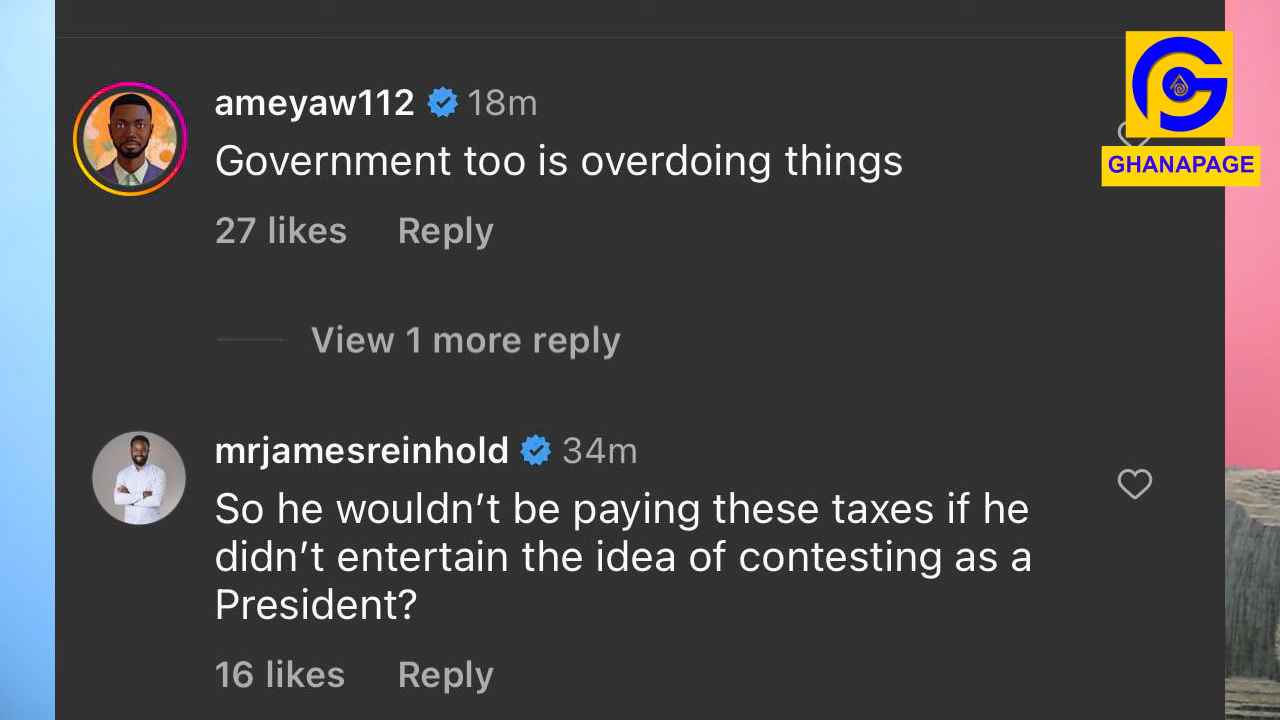 ameyaw112 18m
Government too is overdoing things
27 likes Reply
View 1 more reply
mrjamesreinhold 34m
So he wouldn’t be paying these taxes if he
didn’t entertain the idea of contesting as a
President?
16 likes Reply
GHANAPAGE